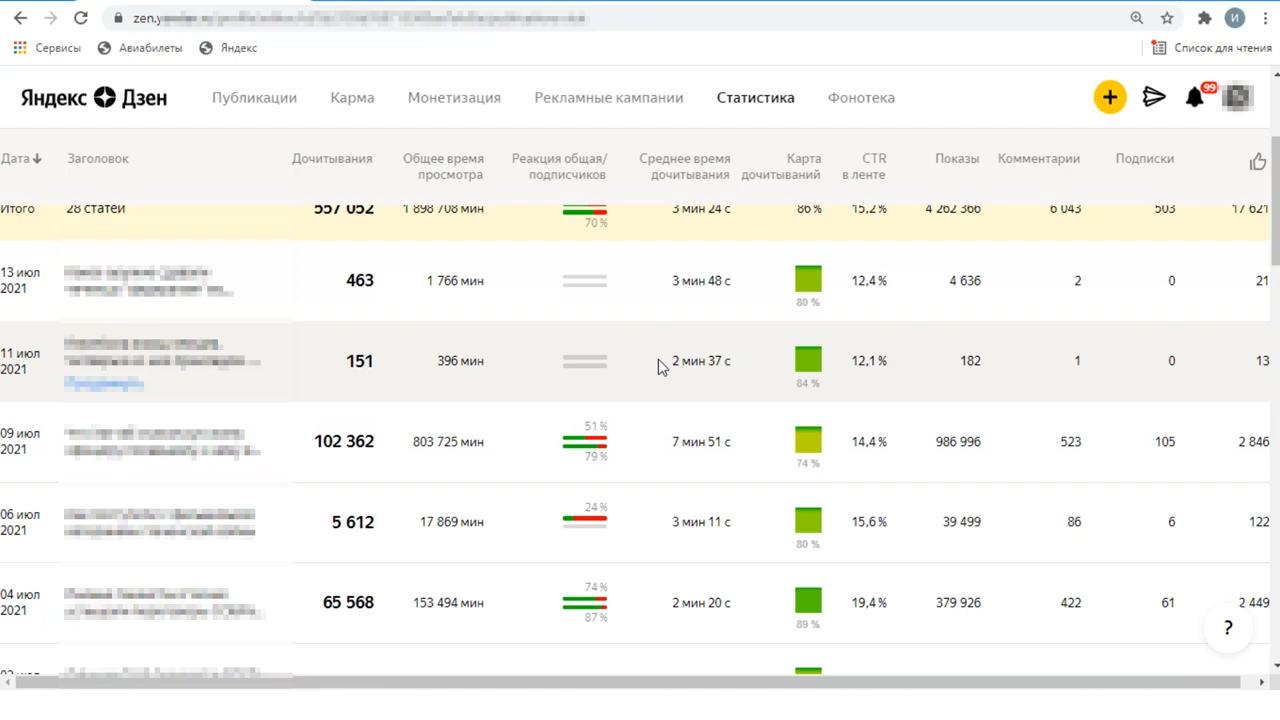 zen.y
Сервисы Авиабилеты Яндекс Список для чтения
Яндекс Дзен Публикации Карма Монетизация Рекламные кампании Статистика Фонотека 99
Дата Заголовок Дочитывания Общее время просмотра Реакция общая/ подписчиков Среднее время дочитывания Карта дочитываний CTR в ленте Показы Комментарии Подписки
Итого 28 статей 557 052 1 898 708 мин 70 % 3 мин 24 с 86 % 15,2 % 4 262 366 6 043 503 17 621
13 июл 2021 463 1 766 мин 3 мин 48 с 80 % 12,4 % 4 636 2 0 21
11 июл 2021 151 396 мин 2 мин 37 с 84 % 12,1 % 182 1 0 13
09 июл 2021 102 362 803 725 мин 51 % 79 % 7 мин 51 с 74 % 14,4 % 986 996 523 105 2 846
06 июл 2021 5 612 17 869 мин 24 % 3 мин 11 с 80 % 15,6 % 39 499 86 6 122
04 июл 2021 65 568 153 494 мин 74 % 87 % 2 мин 20 с 89 % 19,4 % 379 926 422 61 2 449
?